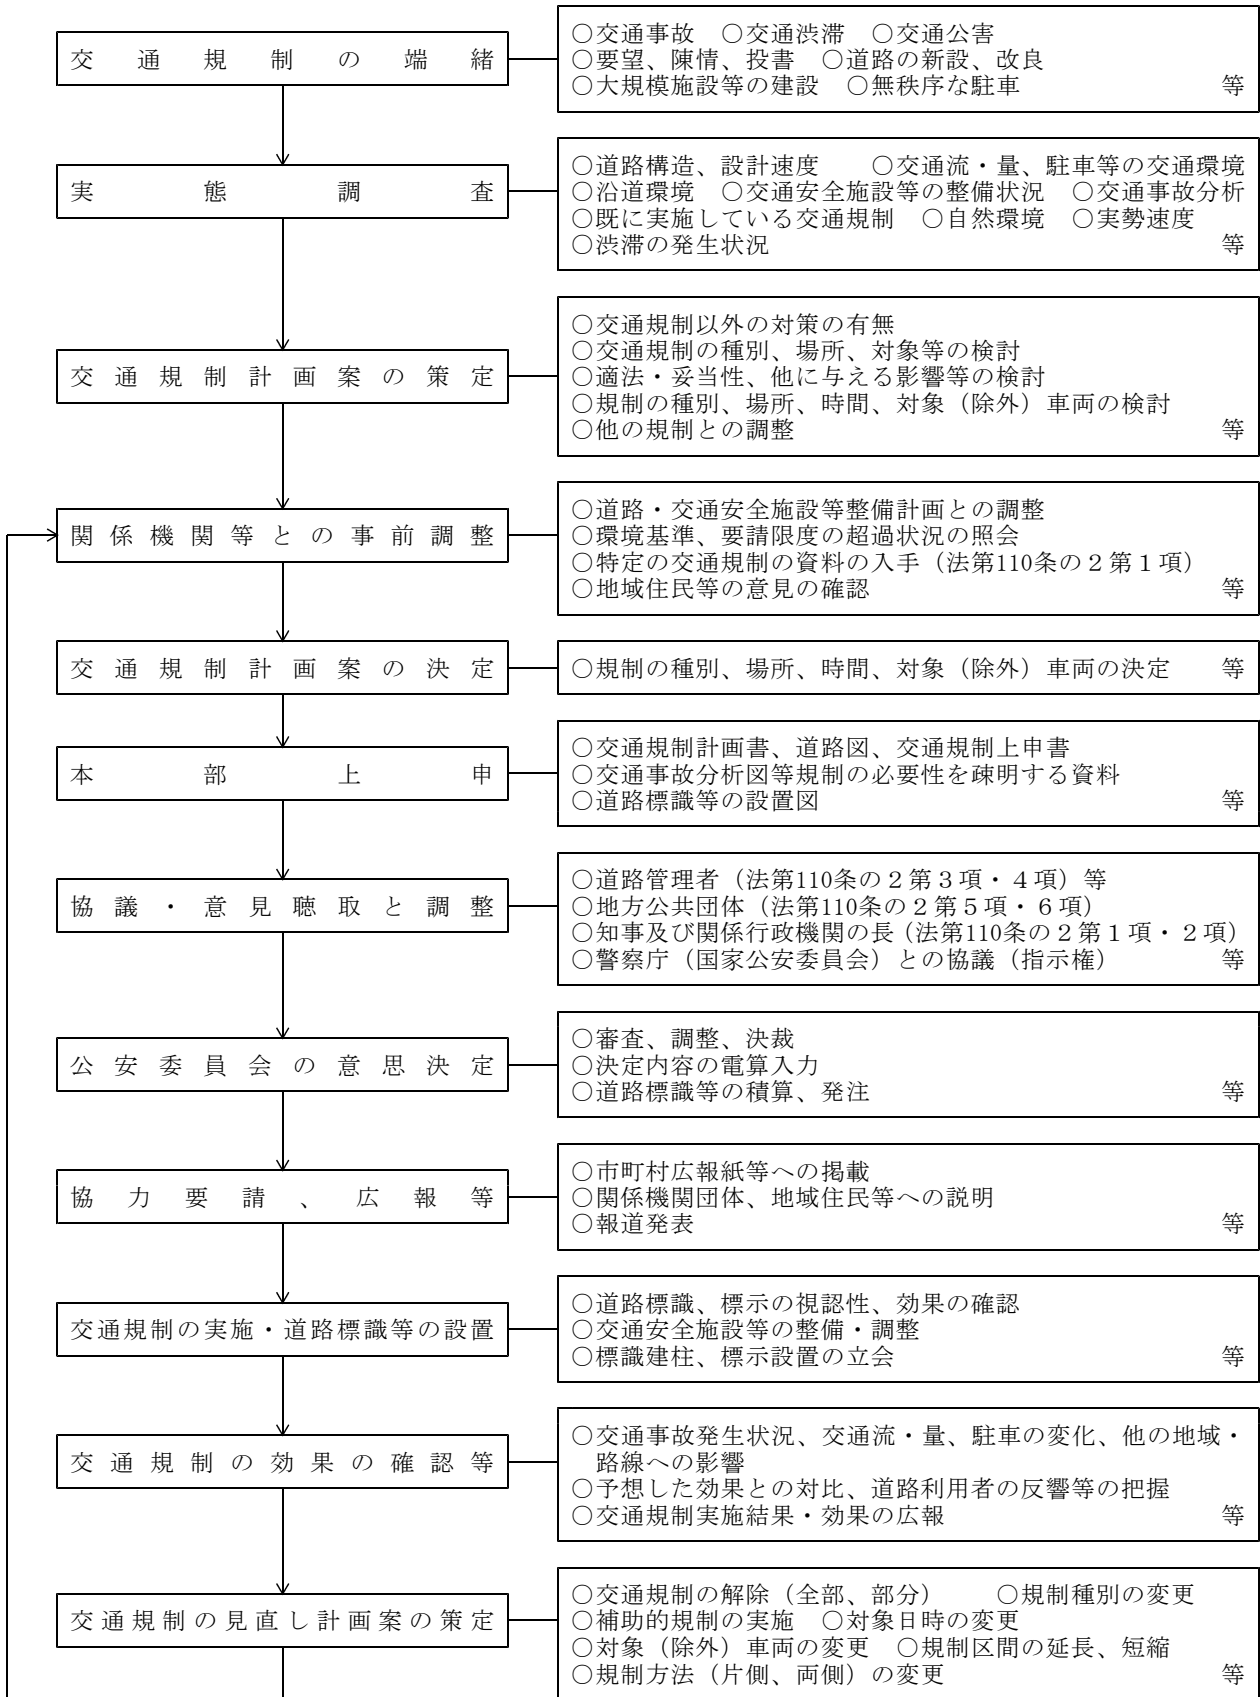 交通規制の端緒
○交通事故　○交通渋滞　○交通公害
○要望、陳情、投書　○道路の新設、改良
○大規模施設等の建設　○無秩序な駐車　等
実態調査
○道路構造、設計速度　　○交通流・量、駐車等の交通環境
○沿道環境　○交通安全施設等の整備状況　○交通事故分析
○既に実施している交通規制　○自然環境　○実勢速度
○渋滞の発生状況　等
交通規制計画案の策定
○交通規制以外の対策の有無
○交通規制の種別、場所、対象等の検討
○適法・妥当性、他に与える影響等の検討
○規制の種別、場所、時間、対象（除外）車両の検討
○他の規制との調整　等
関係機関等との事前調整
○道路・交通安全施設等整備計画との調整
○環境基準、要請限度の超過状況の照会
○特定の交通規制の資料の入手（法第110条の２第１項）
○地域住民等の意見の確認　等
交通規制計画案の決定
○規制の種別、場所、時間、対象（除外）車両の決定　等
本部上申
○交通規制計画書、道路図、交通規制上申書
○交通事故分析図等規制の必要性を疎明する資料
○道路標識等の設置図　等
協議・意見聴取と調整
○道路管理者（法第110条の２第３項・４項）等
○地方公共団体（法第110条の２第５項・６項）
○知事及び関係行政機関の長（法第110条の２第１項・２項）
○警察庁（国家公安委員会）との協議（指示権）　等
公安委員会の意思決定
○審査、調整、決裁
○決定内容の電算入力
○道路標識等の積算、発注　等
協力要請、広報等
○市町村広報紙等への掲載
○関係機関団体、地域住民等への説明
○報道発表　等
交通規制の実施・道路標識等の設置
○道路標識、標示の視認性、効果の確認
○交通安全施設等の整備・調整
○標識建柱、標示設置の立会　等
交通規制の効果の確認等
○交通事故発生状況、交通流・量、駐車の変化、他の地域・
路線への影響
○予想した効果との対比、道路利用者の反響等の把握
○交通規制実施結果・効果の広報　等
交通規制の見直し計画案の策定
○交通規制の解除（全部、部分）　　○規制種別の変更
○補助的規制の実施　○対象日時の変更
○対象（除外）車両の変更　○規制区間の延長、短縮
○規制方法（片側、両側）の変更　等